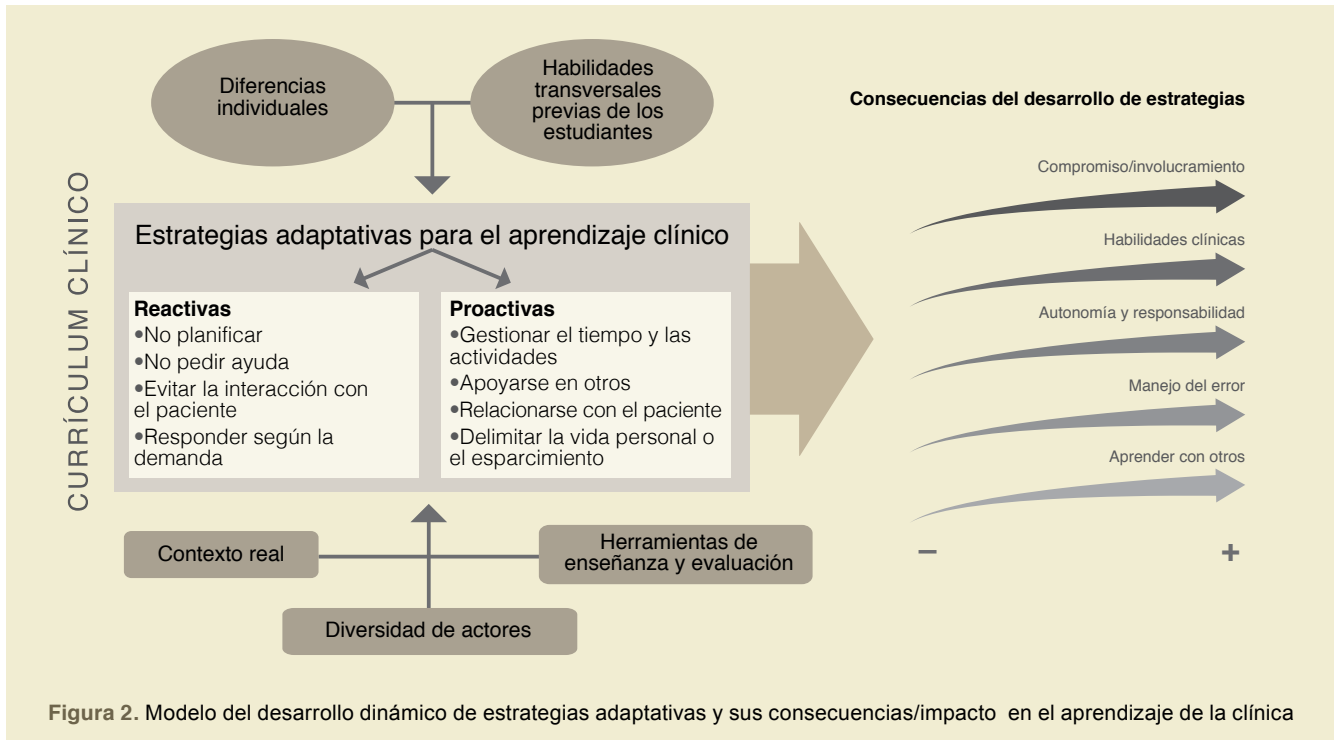 Diferencias
individuales
Habilidades
transversales
previas de los
estudiantes
Consecuencias del desarrollo de estrategias
CURRÍCULUM CLÍNICO
Estrategias adaptativas para el aprendizaje clínico
Reactivas
•No planificar
•No pedir ayuda
•Evitar la interacción con
el paciente
•Responder según la
demanda
Proactivas
•Gestionar el tiempo y las
actividades
•Apoyarse en otros
•Relacionarse con el paciente
•Delimitar la vida personal o
el esparcimiento
Compromiso/involucramiento
Habilidades clínicas
Autonomía y responsabilidad
Manejo del error
Aprender con otros
– +
Contexto real
Herramientas de
enseñanza y evaluación
Diversidad de actores
Figura 2. Modelo del desarrollo dinámico de estrategias adaptativas y sus consecuencias/impacto en el aprendizaje de la clínica